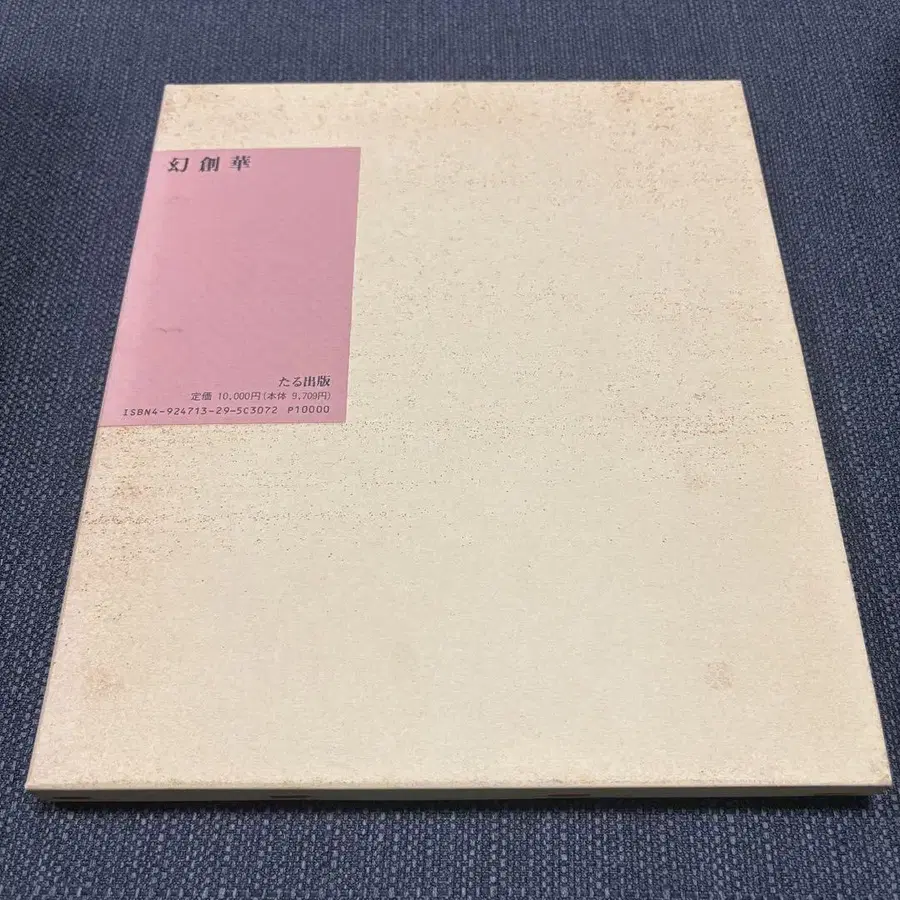 幻創華
たる出版
定価 10,000円(本体 9,709円)
ISBN4-924713-29-5C3072 P10000